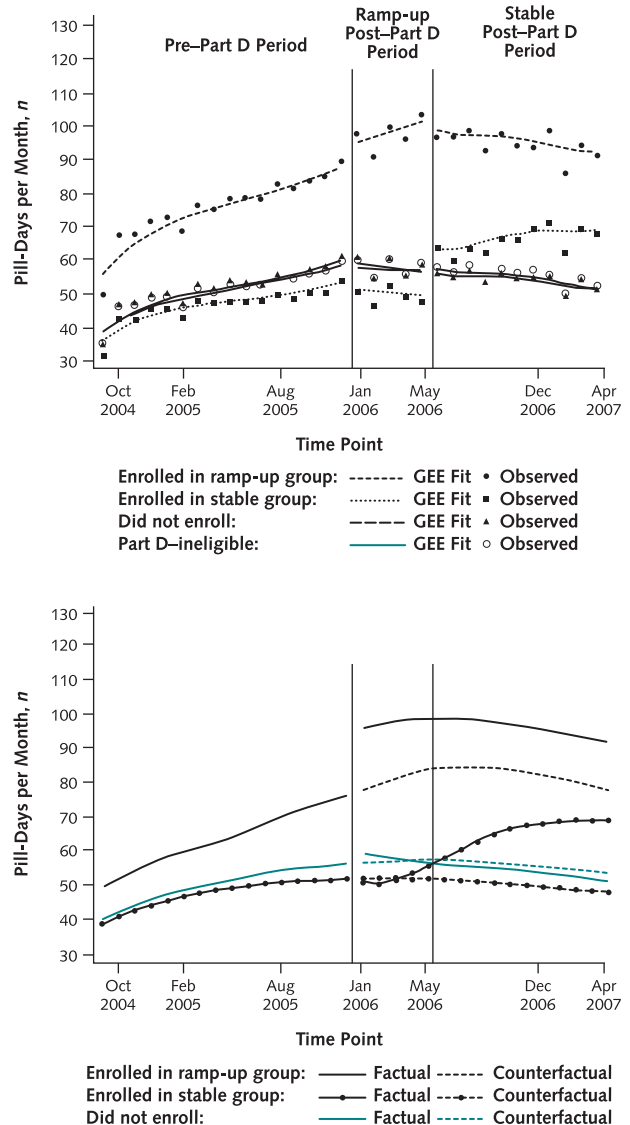 Pre–Part D Period
Ramp-up
Post–Part D
Period
Stable
Post–Part D
Period
Pill-Days per Month, n
130
120
110
100
90
80
70
60
50
40
30
Oct
2004
Feb
2005
Aug
2005
Jan
2006
May
2006
Dec
2006
Apr
2007
Time Point
Enrolled in ramp-up group: GEE Fit Observed
Enrolled in stable group: GEE Fit Observed
Did not enroll: GEE Fit Observed
Part D–ineligible: GEE Fit Observed
Pill-Days per Month, n
130
120
110
100
90
80
70
60
50
40
30
Oct
2004
Feb
2005
Aug
2005
Jan
2006
May
2006
Dec
2006
Apr
2007
Time Point
Enrolled in ramp-up group: Factual Counterfactual
Enrolled in stable group: Factual Counterfactual
Did not enroll: Factual Counterfactual